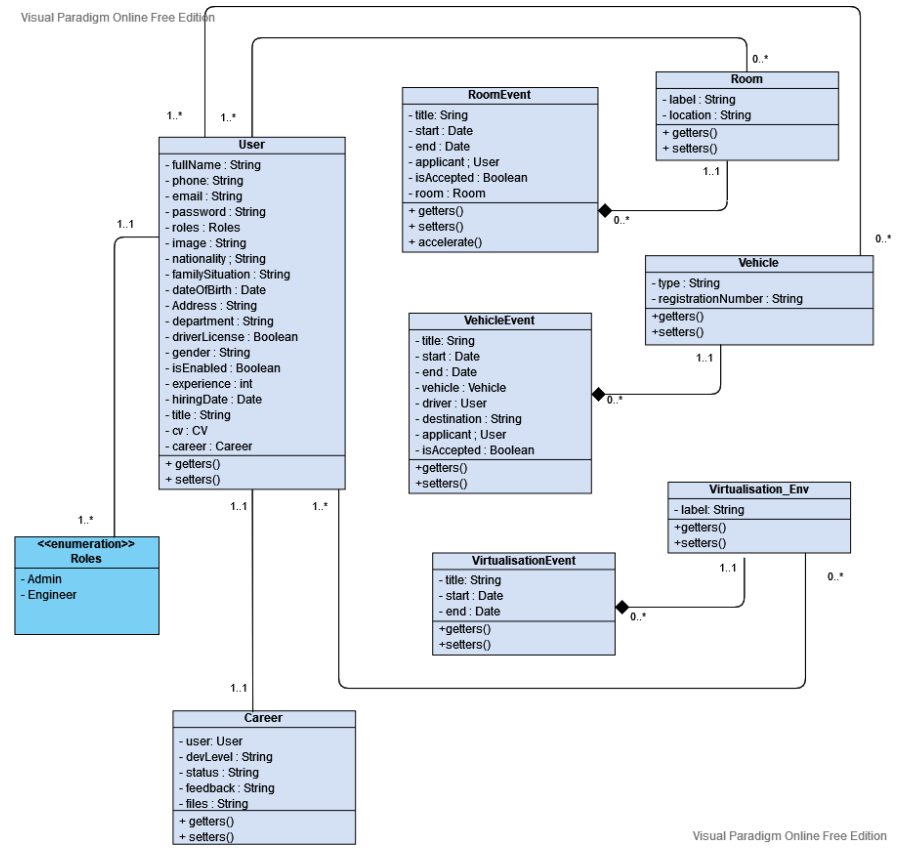 Visual Paradigm Online Free Edition
1..*
1..*
User
- fullName : String
- phone: String
- email : String
- password : String
- roles : Roles
- image : String
- nationality ; String
- familySituation : String
- dateOfBirth : Date
- Address : String
- department : String
- driverLicense : Boolean
- gender : String
- isEnabled : Boolean
- experience : int
- hiringDate : Date
- title : String
- cv : CV
- career : Career
+ getters()
+ setters()
1..1
1..*
<<enumeration>>
Roles
- Admin
- Engineer
1..1
1..*
1..1
Career
- user: User
- devLevel : String
- status : String
- feedback : String
- files : String
+ getters()
+ setters()
RoomEvent
- title: Sring
- start : Date
- end : Date
- applicant ; User
- isAccepted : Boolean
- room : Room
+ getters()
+ setters()
+ accelerate()
0..*
0..*
Room
- label : String
- location : String
+ getters()
+ setters()
1..1
0..*
Vehicle
- type : String
- registrationNumber : String
+getters()
+setters()
1..1
VehicleEvent
- title: Sring
- start : Date
- end : Date
- vehicle : Vehicle
- driver : User
- destination : String
- applicant ; User
- isAccepted : Boolean
+getters()
+setters()
0..*
Virtualisation_Env
- label: String
+getters()
+setters()
1..1
0..*
VirtualisationEvent
- title: String
- start : Date
- end : Date
+getters()
+setters()
0..*
Visual Paradigm Online Free Edition